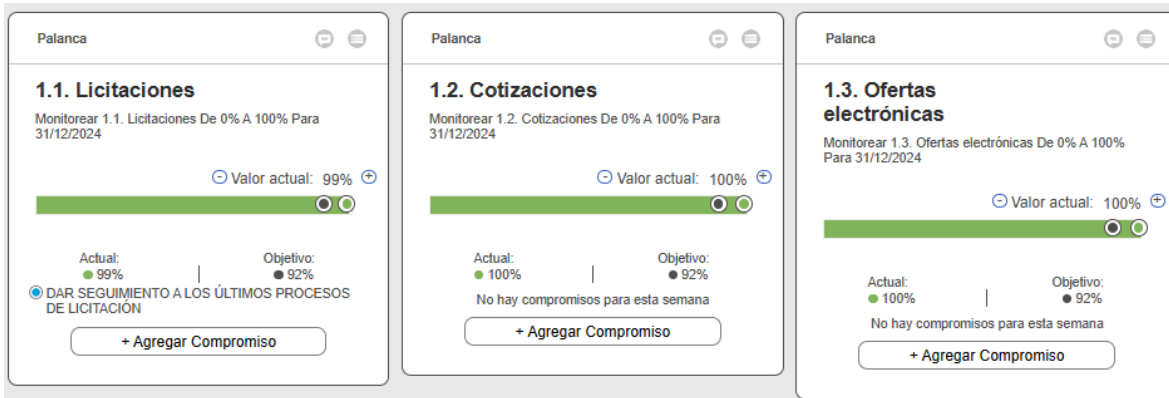 Palanca
1.1. Licitaciones
Monitorear 1.1. Licitaciones De 0% A 100% Para
31/12/2024
Valor actual: 99%
Actual:
99%
Objetivo:
92%
DAR SEGUIMIENTO A LOS ÚLTIMOS PROCESOS
DE LICITACIÓN
+ Agregar Compromiso
Palanca
1.2. Cotizaciones
Monitorear 1.2. Cotizaciones De 0% A 100% Para
31/12/2024
Valor actual: 100%
Actual:
100%
Objetivo:
92%
No hay compromisos para esta semana
+ Agregar Compromiso
Palanca
1.3. Ofertas
electrónicas
Monitorear 1.3. Ofertas electrónicas De 0% A 100%
Para 31/12/2024
Valor actual: 100%
Actual:
100%
Objetivo:
92%
No hay compromisos para esta semana
+ Agregar Compromiso